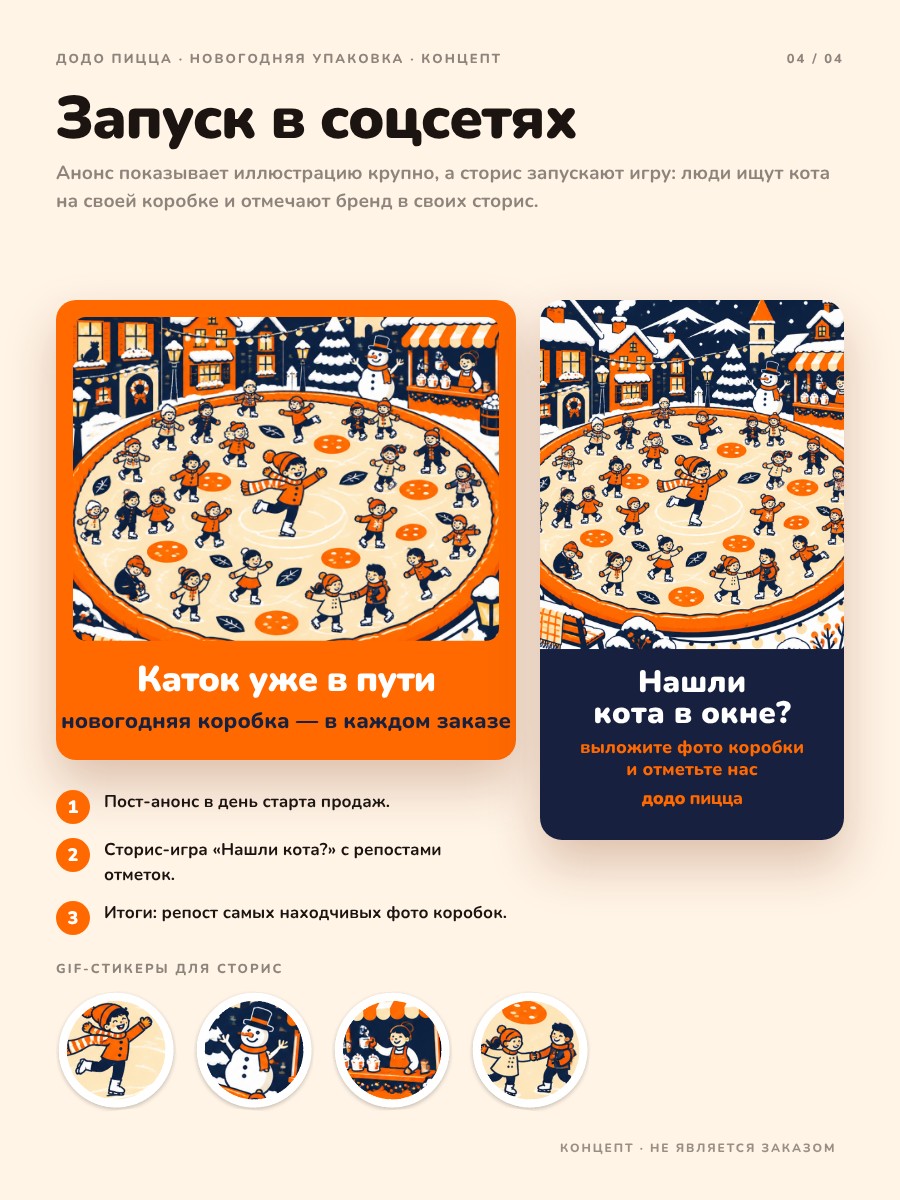 ДОДО ПИЦЦА · НОВОГОДНЯЯ УПАКОВКА · КОНЦЕПТ
04 / 04
Запуск в соцсетях
Анонс показывает иллюстрацию крупно, а сторис запускают игру: люди ищут кота
на своей коробке и отмечают бренд в своих сторис.
Каток уже в пути
новогодняя коробка — в каждом заказе
Нашли
кота в окне?
выложите фото коробки
и отметьте нас
додо пицца
1 Пост-анонс в день старта продаж.
2 Сторис-игра «Нашли кота?» с репостами
отметок.
3 Итоги: репост самых находчивых фото коробок.
GIF-СТИКЕРЫ ДЛЯ СТОРИС
КОНЦЕПТ · НЕ ЯВЛЯЕТСЯ ЗАКАЗОМ